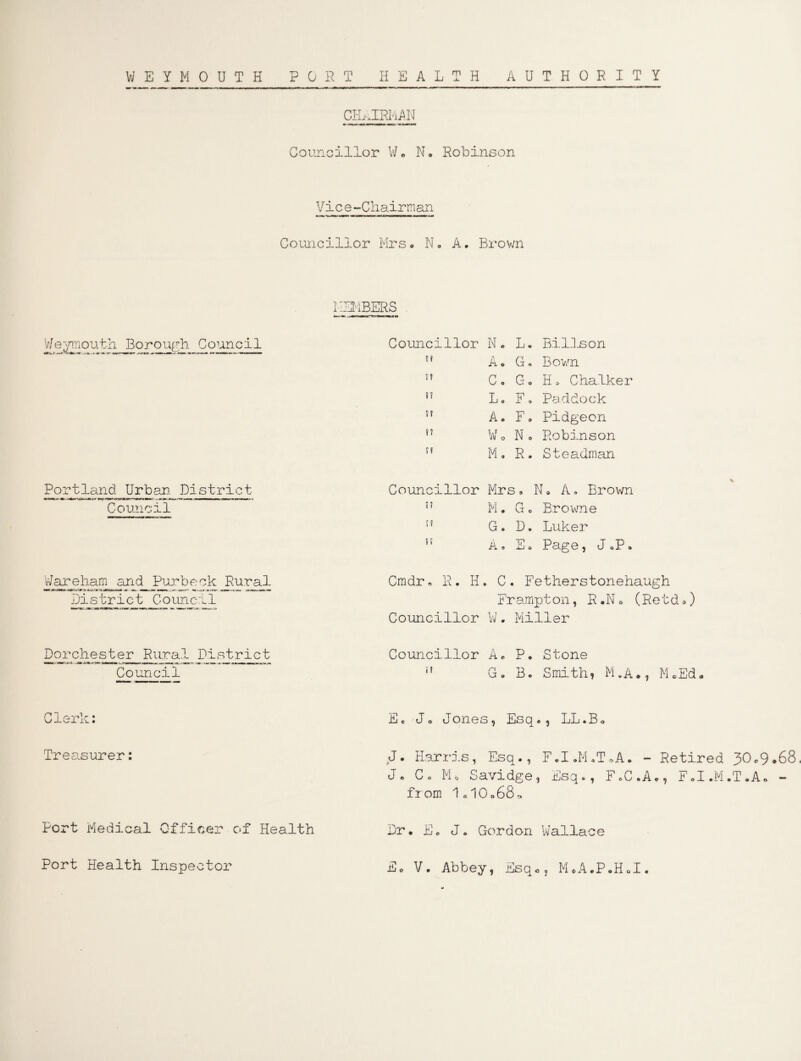 WEYMOUTH PORT HEALTH AUTHORITY
CHAIRMAN
Councillor W. N. Robinson
Vice-Chairman
Councillor Mrs. N. A. Brown
MEMBERS
Weymouth Borough Council Councillor N. L. Billson
" A. G. Bown
" C. G. H. Chalker
" L. F. Paddock
" A. F. Pidgeon
" W. N. Robinson
" M. R. Steadman
Portland Urban District Councillor Mrs. N. A. Brown
Council " M. G. Browne
" G. D. Luker
" A. E. Page, J.P.
Wareham and Purbeck Rural Cmdr. R. H. C. Fetherstonehaugh
District Council Frampton, R.N. (Retd.)
Councillor W. Miller
Dorchester Rural District Councillor A. P. Stone
Council " G. B. Smith, M.A., M.Ed.
Clerk: E. J. Jones, Esq., LL.B.
Treasurer: J. Harris, Esq., F.I.M.T.A. - Retired 30.9.68.
J. C. M. Savidge, Esq., F.C.A., F.I.M.T.A. -
from 1.10.68.
Port Medical Officer of Health Dr. E. J. Gordon Wallace
Port Health Inspector E. V. Abbey, Esq., M.A.P.H.I.